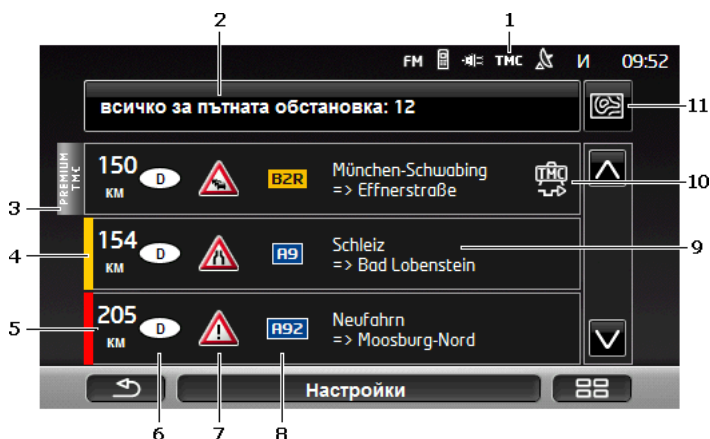 1
2
FM TMC И 09:52
всичко за пътната обстановка: 12
11
PREMIUM TMC
150 км D B2R München-Schwabing
=> Effnerstraße
TMC
10
3
154 км D A9 Schleiz
=> Bad Lobenstein
9
4
205 км D A92 Neufahrn
=> Moosburg-Nord
5
Настройки
6 7 8